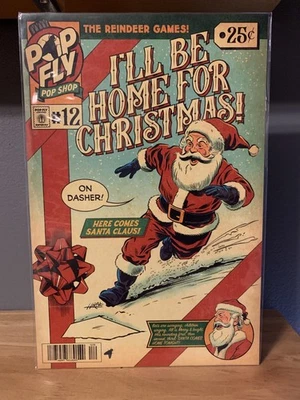 THE REINDEER GAMES!
25¢
POP
FLY
POP SHOP
#12
I'LL BE
HOME FOR
CHRISTMAS!
ON
DASHER!
HERE COMES
SANTA CLAUS!